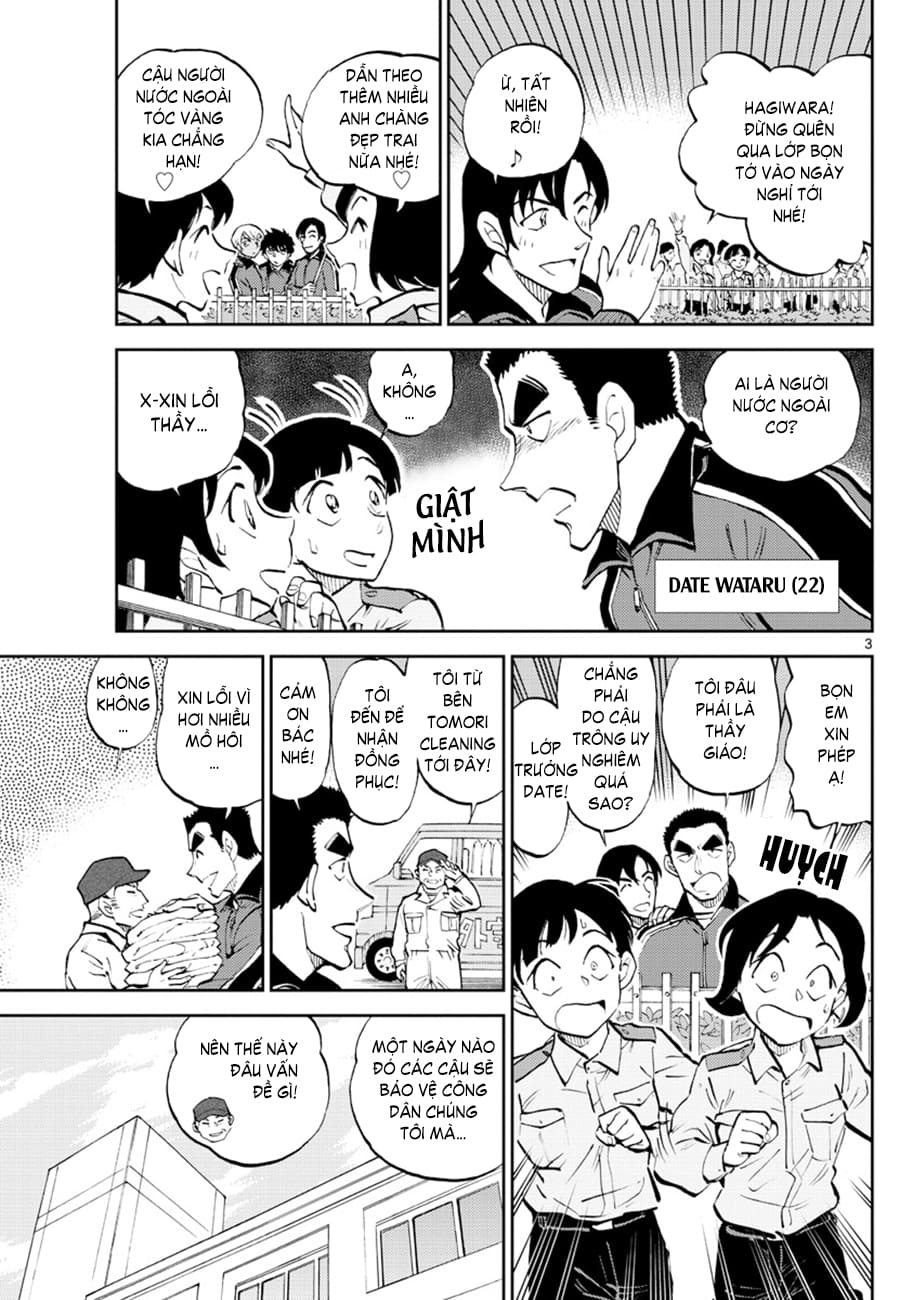 HAGIWARA!
ĐỪNG QUÊN
QUA LỚP BỌN
TỚ VÀO NGÀY
NGHỈ TỚI
NHÉ!
Ừ, TẤT
NHIÊN
RỒI!
♪
DẪN THEO
THÊM NHIỀU
ANH CHÀNG
ĐẸP TRAI
NỮA NHÉ!
♡
CẬU NGƯỜI
NƯỚC NGOÀI
TÓC VÀNG
KIA CHẲNG
HẠN!
♡
AI LÀ NGƯỜI
NƯỚC NGOÀI
CƠ?
DATE WATARU (22)
GIẬT
MÌNH
A,
KHÔNG
...
X-XIN LỖI
THẦY...
3
BỌN
EM
XIN
PHÉP
Ạ!
HUỴCH
TÔI ĐÂU
PHẢI LÀ
THẦY
GIÁO!
CHẲNG
PHẢI
DO CẬU
TRÔNG UY
NGHIÊM
QUÁ
SAO?
LỚP
TRƯỞNG
DATE!
TÔI TỪ
BÊN
TOMORI
CLEANING
TỚI ĐÂY!
TÔI
ĐẾN ĐỂ
NHẬN
ĐỒNG
PHỤC!
外
CÁM
ƠN
BÁC
NHÉ!
XIN LỖI VÌ
HƠI NHIỀU
MỒ HÔI
...
KHÔNG
KHÔNG
...
MỘT NGÀY NÀO
ĐÓ CÁC CẬU SẼ
BẢO VỆ CÔNG
DÂN CHÚNG
TÔI MÀ...
NÊN THẾ NÀY
ĐÂU VẤN
ĐỀ GÌ!